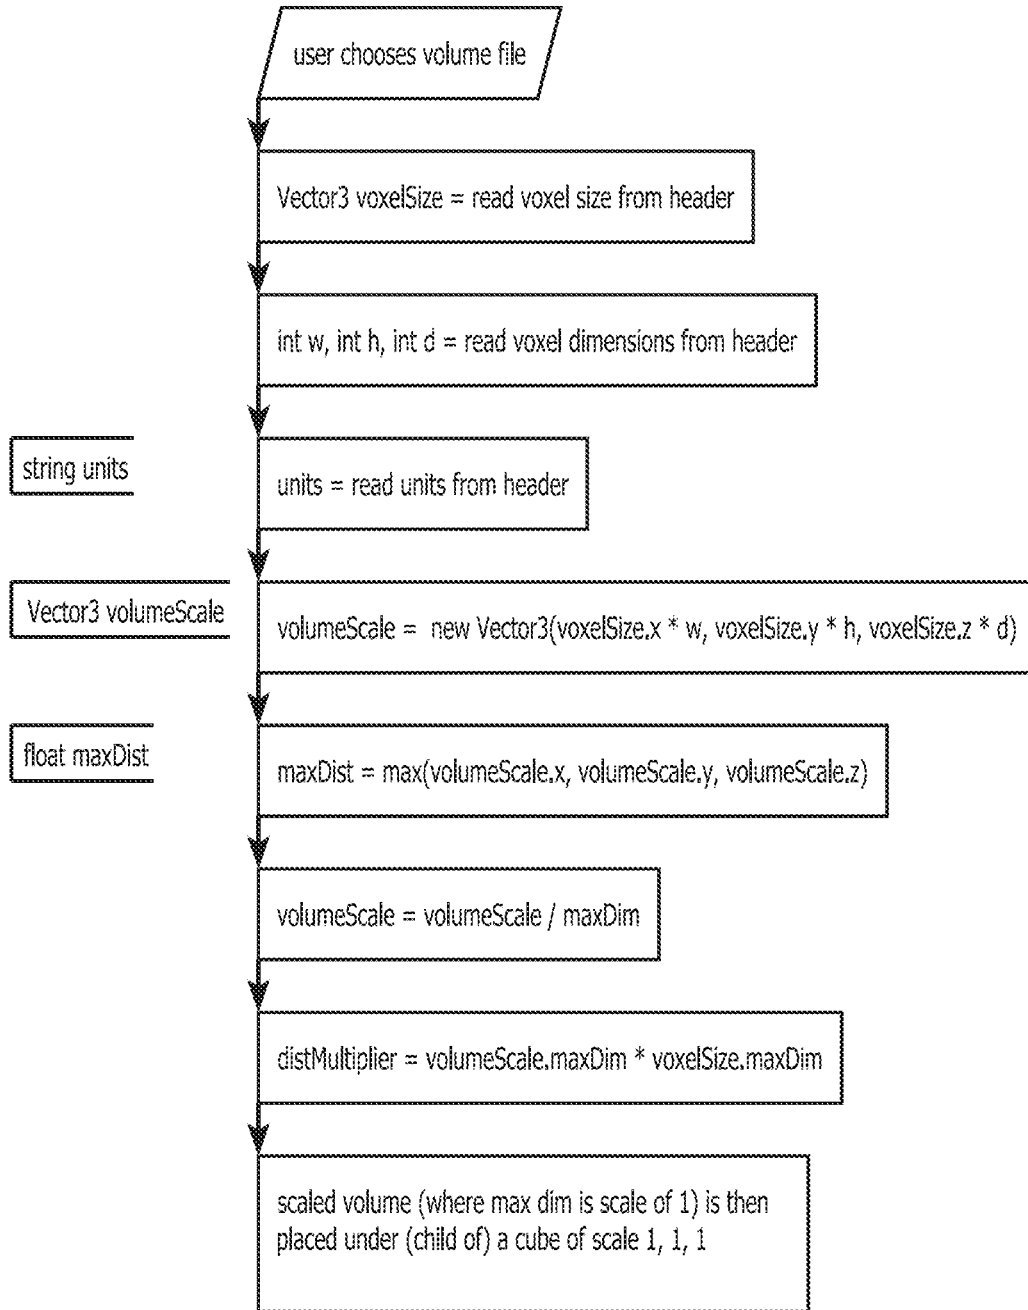 user chooses volume file
Vector3 voxelSize = read voxel size from header
int w, int h, int d = read voxel dimensions from header
string units
units = read units from header
Vector3 volumeScale
volumeScale = new Vector3(voxelSize.x * w, voxelSize.y * h, voxelSize.z * d)
float maxDist
maxDist = max(volumeScale.x, volumeScale.y, volumeScale.z)
volumeScale = volumeScale / maxDim
distMultiplier = volumeScale.maxDim * voxelSize.maxDim
scaled volume (where max dim is scale of 1) is then
placed under (child of) a cube of scale 1, 1, 1